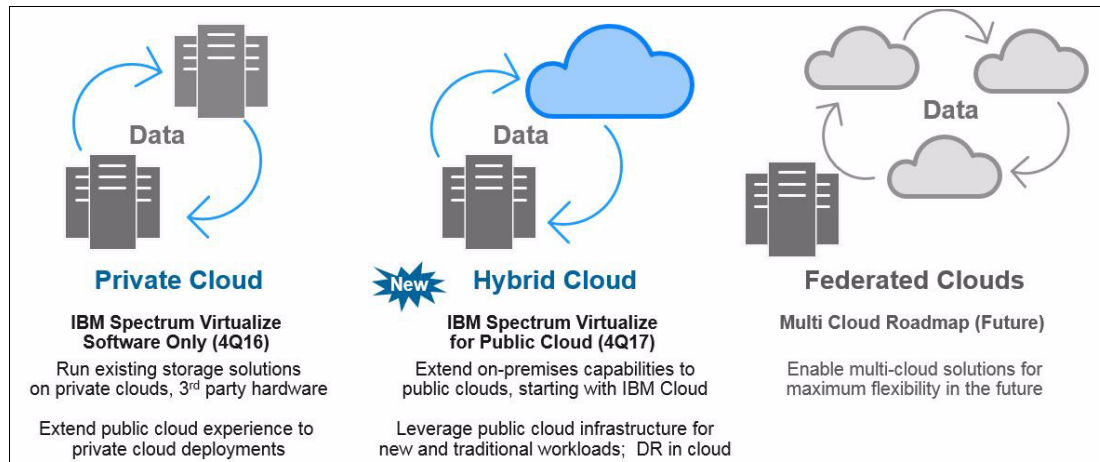 Data
Private Cloud
IBM Spectrum Virtualize
Software Only (4Q16)
Run existing storage solutions
on private clouds, 3rd party hardware
Extend public cloud experience to
private cloud deployments
Data
New
Hybrid Cloud
IBM Spectrum Virtualize
for Public Cloud (4Q17)
Extend on-premises capabilities to
public clouds, starting with IBM Cloud
Leverage public cloud infrastructure for
new and traditional workloads; DR in cloud
Data
Federated Clouds
Multi Cloud Roadmap (Future)
Enable multi-cloud solutions for
maximum flexibility in the future